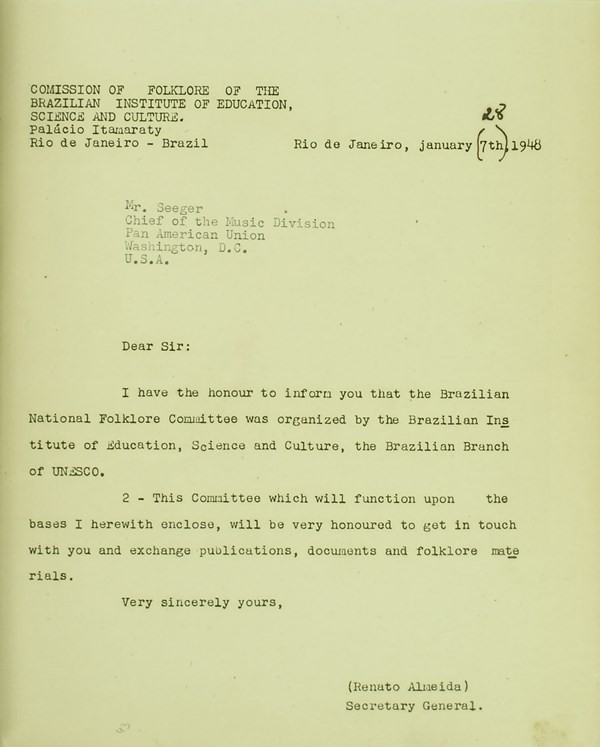 COMISSION OF FOLKLORE OF THE
BRAZILIAN INSTITUTE OF EDUCATION,
SCIENCE AND CULTURE.
Palácio Itamaraty
Rio de Janeiro - Brazil
28
Rio de Janeiro, january (7th), 1948
Mr. Seeger
Chief of the Music Division
Pan American Union
Washington, D.C.
U.S.A.
Dear Sir:
I have the honour to inform you that the Brazilian
National Folklore Committee was organized by the Brazilian Ins
titute of Education, Science and Culture, the Brazilian Branch
of UNESCO.
2 - This Committee which will function upon the
bases I herewith enclose, will be very honoured to get in touch
with you and exchange publications, documents and folklore mate
rials.
Very sincerely yours,
(Renato Almeida)
Secretary General.